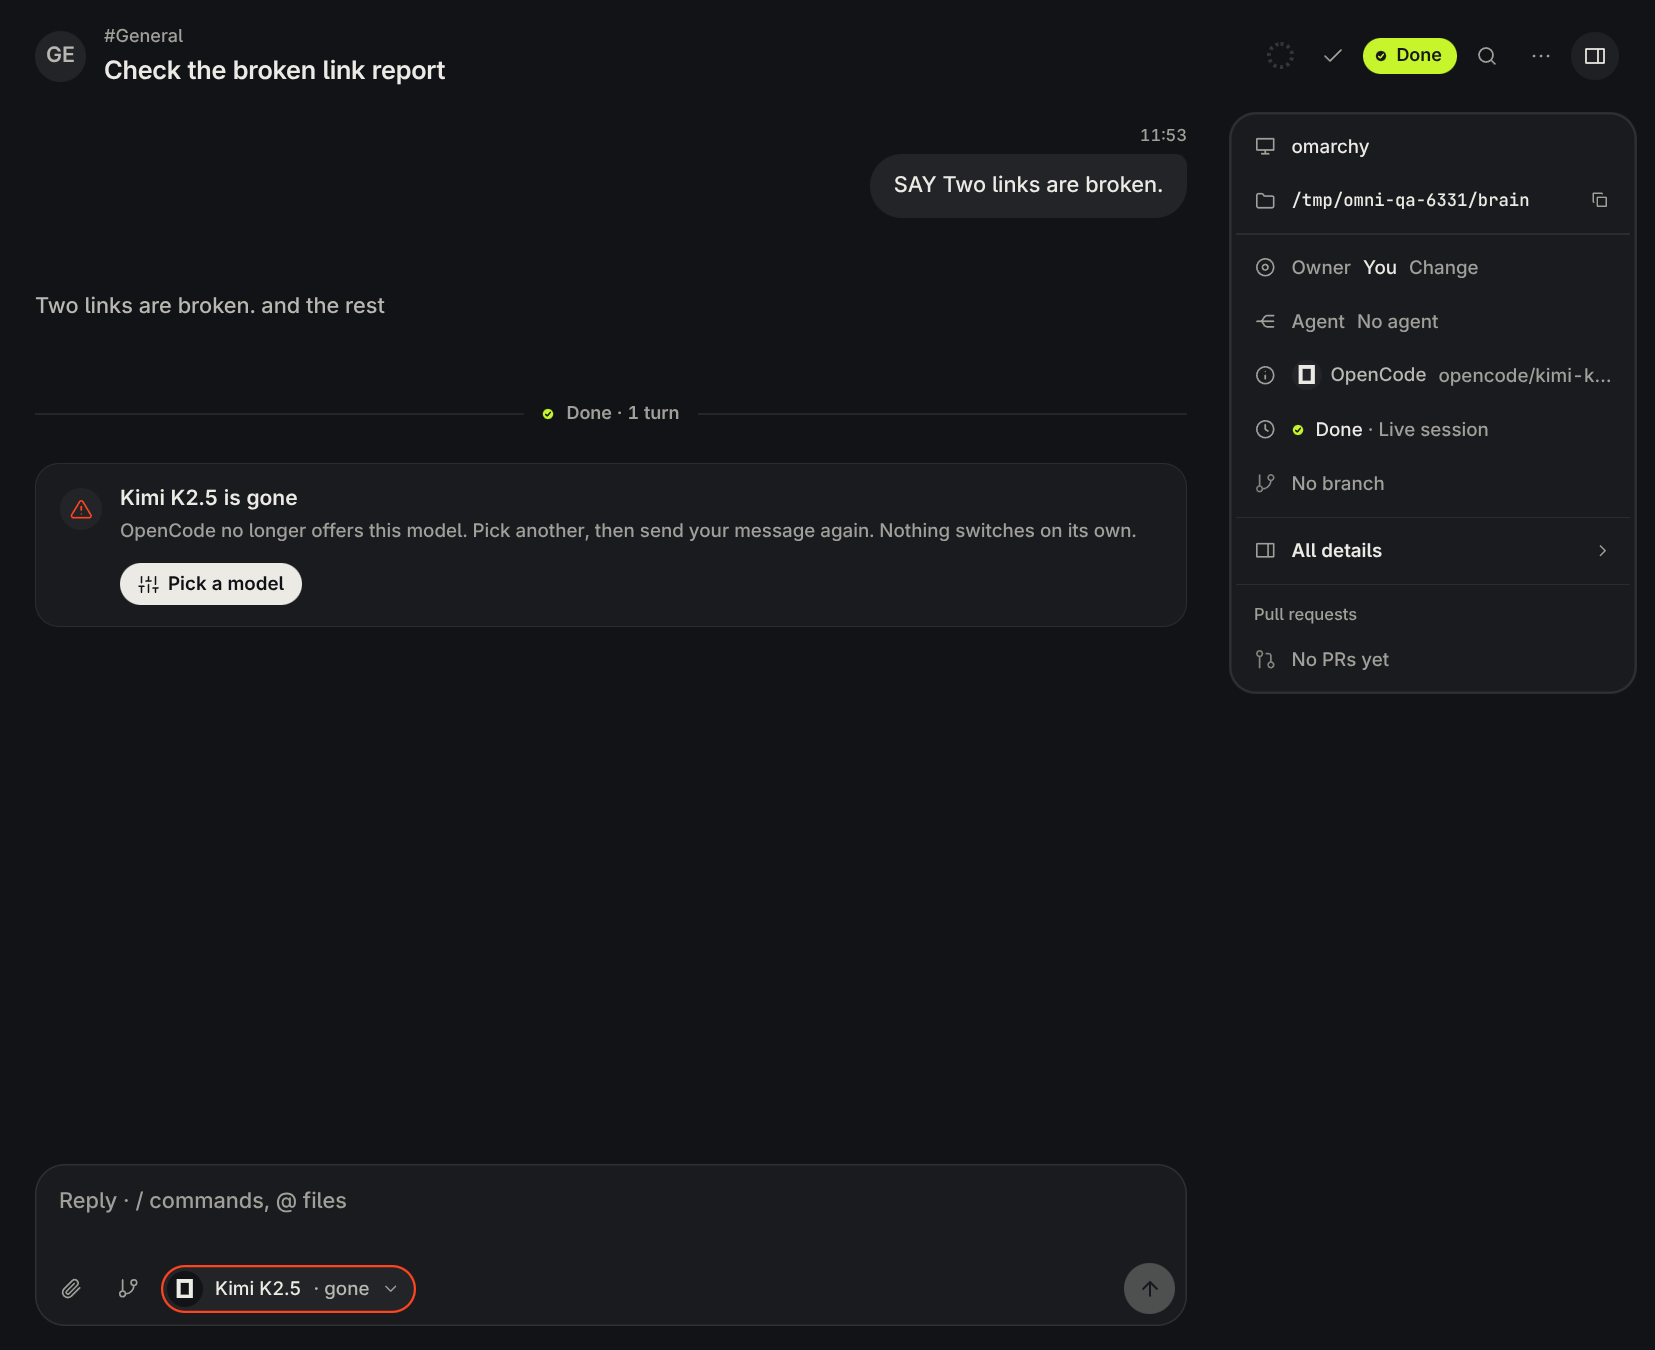 GE
#General
Check the broken link report
Done
11:53
SAY Two links are broken.
Two links are broken. and the rest
Done · 1 turn
Kimi K2.5 is gone
OpenCode no longer offers this model. Pick another, then send your message again. Nothing switches on its own.
Pick a model
omarchy
/tmp/omni-qa-6331/brain
Owner You Change
Agent No agent
OpenCode opencode/kimi-k...
Done · Live session
No branch
All details
Pull requests
No PRs yet
Reply · / commands, @ files
Kimi K2.5 · gone